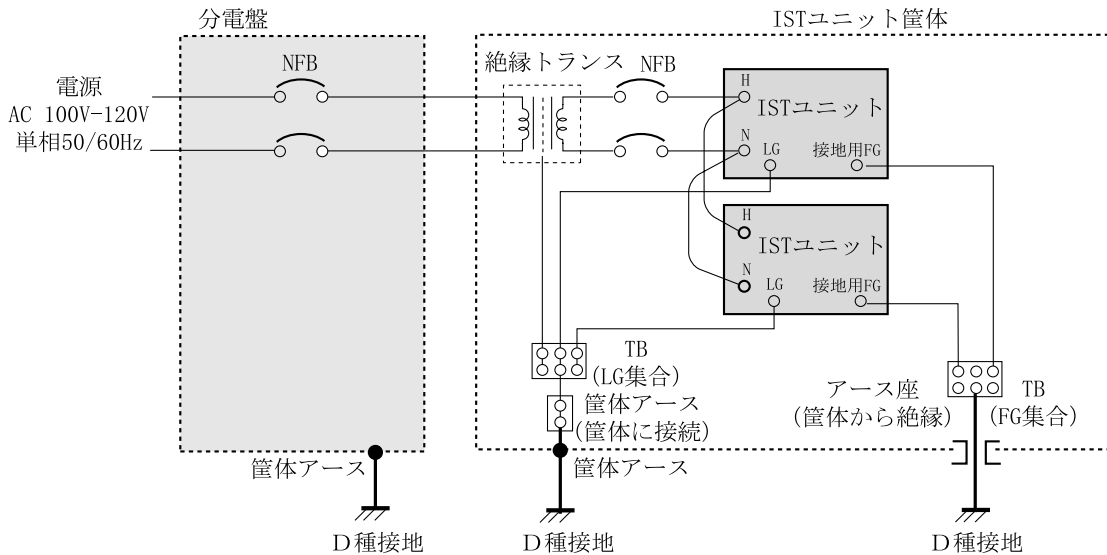 分電盤
ISTユニット筐体
電源
AC 100V-120V
単相50/60Hz
NFB
絶縁トランス
NFB
H
ISTユニット
N
LG
接地用FG
H
ISTユニット
N
LG
接地用FG
TB
(LG集合)
筐体アース
(筐体に接続)
アース座
(筐体から絶縁)
TB
(FG集合)
筐体アース
筐体アース
D種接地
D種接地
D種接地